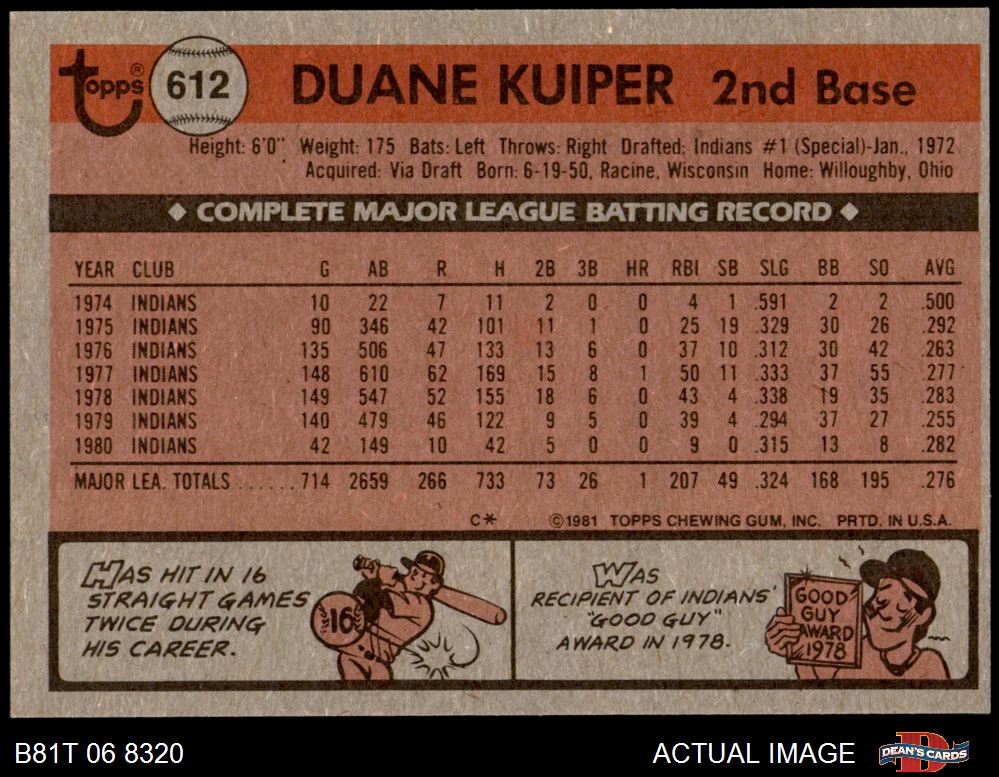 topps®
612
DUANE KUIPER 2nd Base
Height: 6'0" Weight: 175 Bats: Left Throws: Right Drafted: Indians #1 (Special)-Jan., 1972
Acquired: Via Draft Born: 6-19-50, Racine, Wisconsin Home: Willoughby, Ohio
◆ COMPLETE MAJOR LEAGUE BATTING RECORD ◆
YEAR CLUB G AB R H 2B 3B HR RBI SB SLG BB SO AVG
1974 INDIANS 10 22 7 11 2 0 0 4 1 .591 2 2 .500
1975 INDIANS 90 346 42 101 11 1 0 25 19 .329 30 26 .292
1976 INDIANS 135 506 47 133 13 6 0 37 10 .312 30 42 .263
1977 INDIANS 148 610 62 169 15 8 1 50 11 .333 37 55 .277
1978 INDIANS 149 547 52 155 18 6 0 43 4 .338 19 35 .283
1979 INDIANS 140 479 46 122 9 5 0 39 4 .294 37 27 .255
1980 INDIANS 42 149 10 42 5 0 0 9 0 .315 13 8 .282
MAJOR LEA. TOTALS ...... 714 2659 266 733 73 26 1 207 49 .324 168 195 .276
C* ©1981 TOPPS CHEWING GUM, INC. PRTD. IN U.S.A.
HAS HIT IN 16
STRAIGHT GAMES
TWICE DURING
HIS CAREER.
16
WAS
RECIPIENT OF INDIANS'
"GOOD GUY"
AWARD IN 1978.
GOOD
GUY
AWARD
1978
B81T 06 8320 ACTUAL IMAGE
D
DEAN'S CARDS